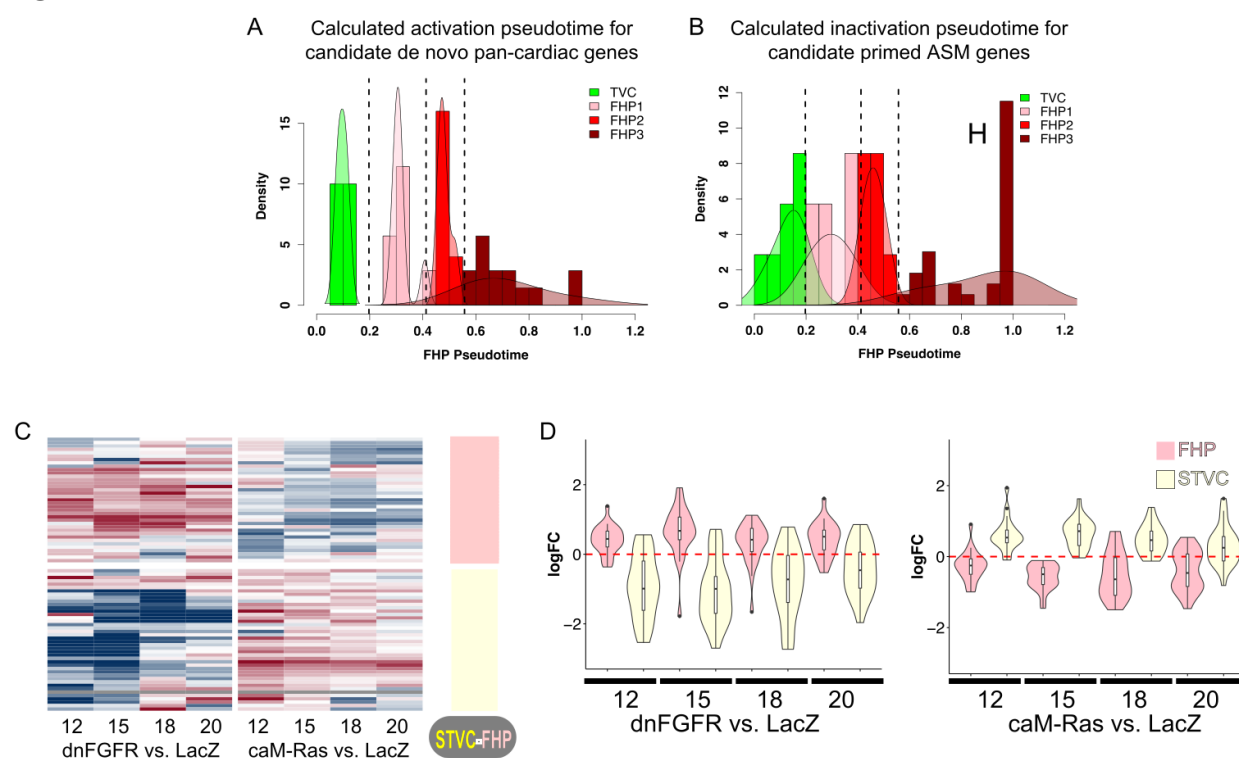 A
Calculated activation pseudotime for
candidate de novo pan-cardiac genes
TVC
FHP1
FHP2
FHP3
Density
0
5
10
15
0.0 0.2 0.4 0.6 0.8 1.0 1.2
FHP Pseudotime
B
Calculated inactivation pseudotime for
candidate primed ASM genes
TVC
FHP1
FHP2
FHP3
H
Density
0
2
4
6
8
10
12
0.0 0.2 0.4 0.6 0.8 1.0 1.2
FHP Pseudotime
C
12 15 18 20 12 15 18 20
dnFGFR vs. LacZ caM-Ras vs. LacZ
STVC FHP
D
logFC
2
0
−2
12 15 18 20
dnFGFR vs. LacZ
FHP
STVC
logFC
2
0
−2
12 15 18 20
caM-Ras vs. LacZ